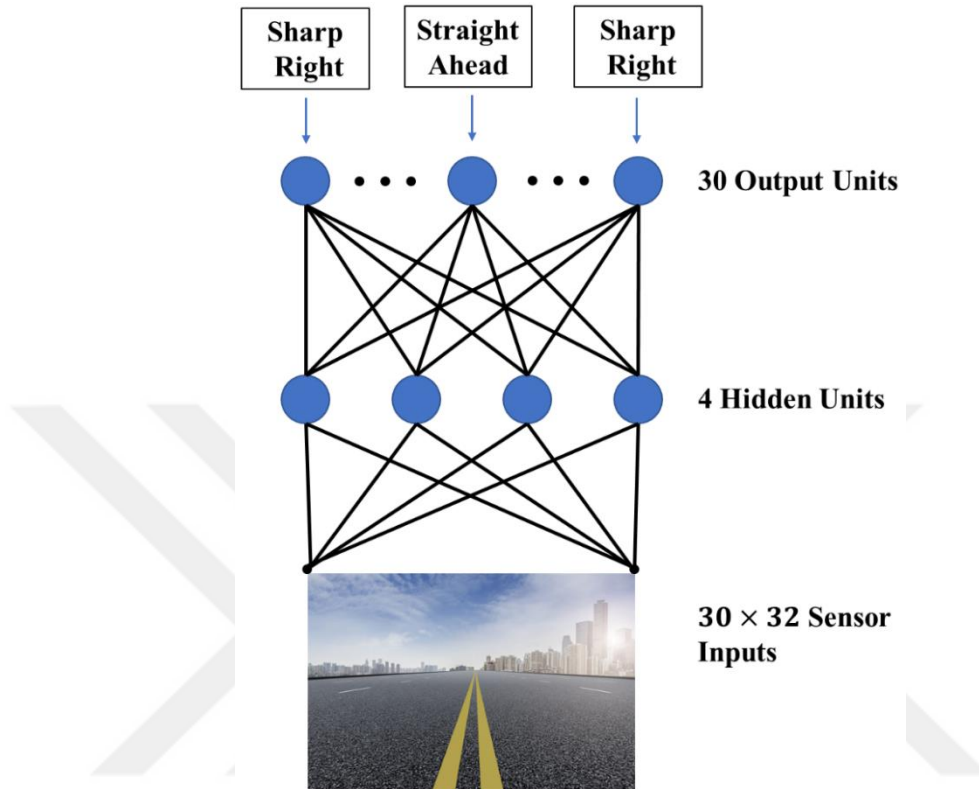 Sharp
Right
Straight
Ahead
Sharp
Right
30 Output Units
4 Hidden Units
30 × 32 Sensor
Inputs